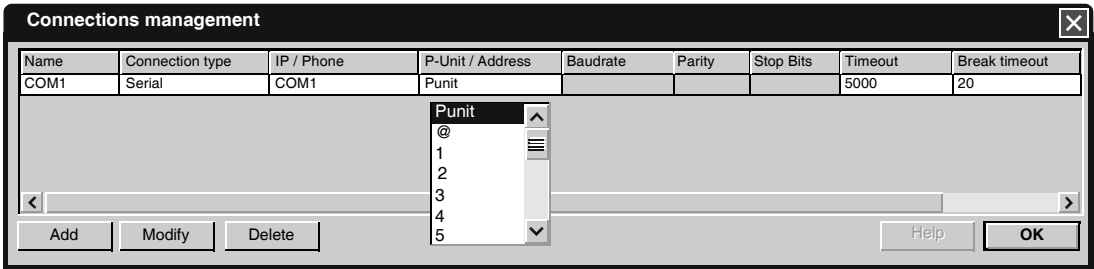 Connections management
Name Connection type IP / Phone P-Unit / Address Baudrate Parity Stop Bits Timeout Break timeout
COM1 Serial COM1 Punit 5000 20
Punit
@
1
2
3
4
5
Add Modify Delete Help OK